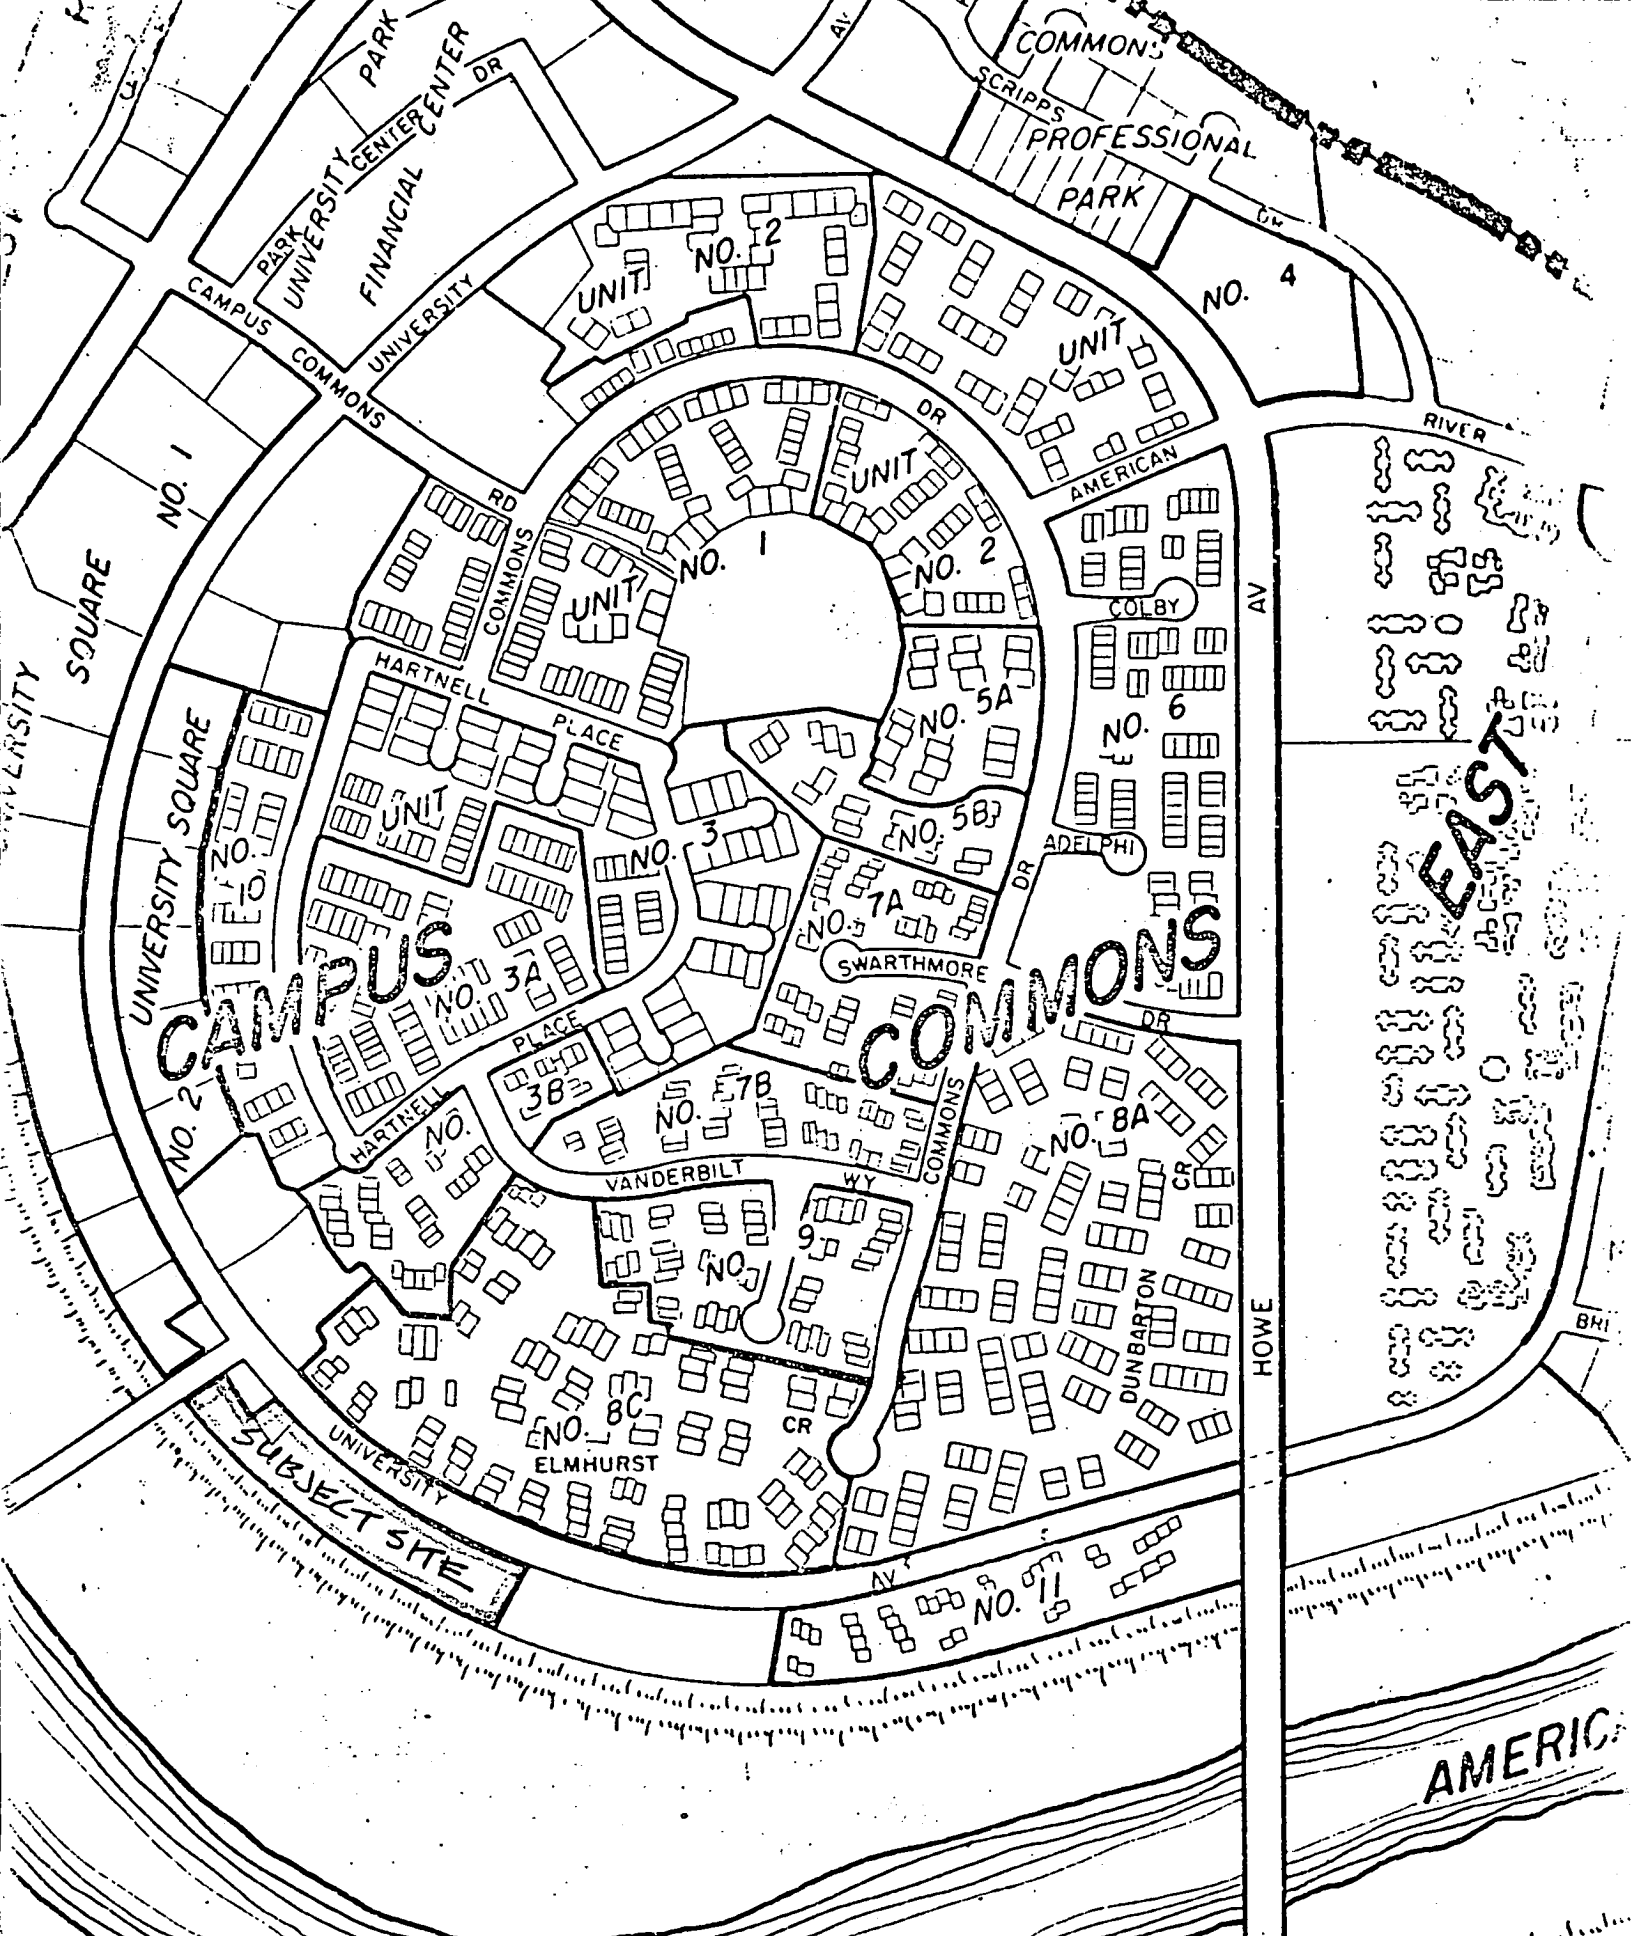 PARK
CENTER
DR
AV
COMMONS
SCRIPPS
PROFESSIONAL
PARK
DR
UNIVERSITY
FINANCIAL
PARK
CENTER
CAMPUS
COMMONS
RD
UNIVERSITY
UNIT
NO. 2
UNIT
NO. 4
RIVER
AMERICAN
DR
UNIT
NO. 2
NO. 1
UNIT
COMMONS
NO. 1
SQUARE
UNIVERSITY
HARTNELL
PLACE
COLBY
AV
NO. 5A
NO. 6
UNIVERSITY SQUARE
UNIT
NO. 3
NO. 5B
ADELPHI
DR
EAST
NO. 10
NO. 7A
SWARTHMORE
CAMPUS
COMMONS
NO. 3A
PLACE
DR
3B
NO. 7B
NO. 2
HARTNELL
NO.
COMMONS
NO. 8A
CR
VANDERBILT
WY
NO. 9
DUNBARTON
HOWE
BRI
NO. 8C
CR
ELMHURST
UNIVERSITY
SUBJECT SITE
AV
NO. 11
AMERIC